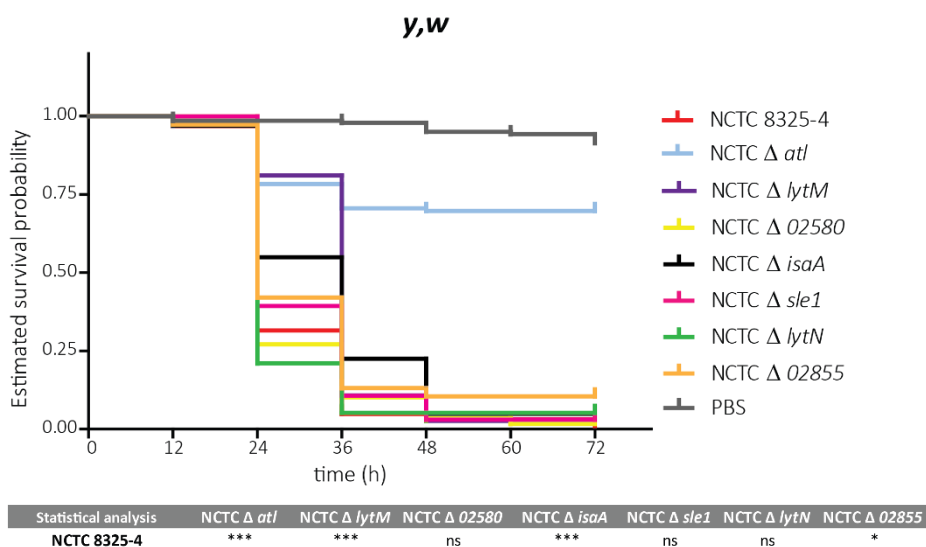 y,w
Estimated survival probability
1.00
0.75
0.50
0.25
0.00
0 12 24 36 48 60 72
time (h)
NCTC 8325-4
NCTC Δ atl
NCTC Δ lytM
NCTC Δ 02580
NCTC Δ isaA
NCTC Δ sle1
NCTC Δ lytN
NCTC Δ 02855
PBS
Statistical analysis NCTC Δ atl NCTC Δ lytM NCTC Δ 02580 NCTC Δ isaA NCTC Δ sle1 NCTC Δ lytN NCTC Δ 02855
NCTC 8325-4 *** *** ns *** ns ns *